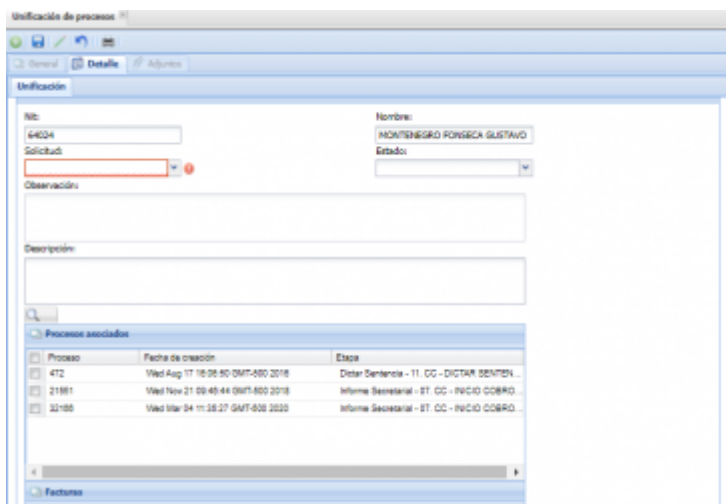 Unificación de procesos
General Detalle Adjuntos
Unificación
Nit: Nombre:
64024 MONTENEGRO FONSECA GUSTAVO
Solicitud: Estado:
Observación:
Descripción:
Procesos asociados
Proceso Fecha de creación Etapa
472 Wed Aug 17 16:06:50 GMT-500 2016 Dictar Sentencia - 11. CC - DICTAR SENTEN...
21551 Wed Nov 21 09:45:44 GMT-500 2018 Informe Secretarial - 07. CC - INICIO COBRO...
32166 Wed Mar 04 11:35:27 GMT-500 2020 Informe Secretarial - 07. CC - INICIO COBRO...
Facturas